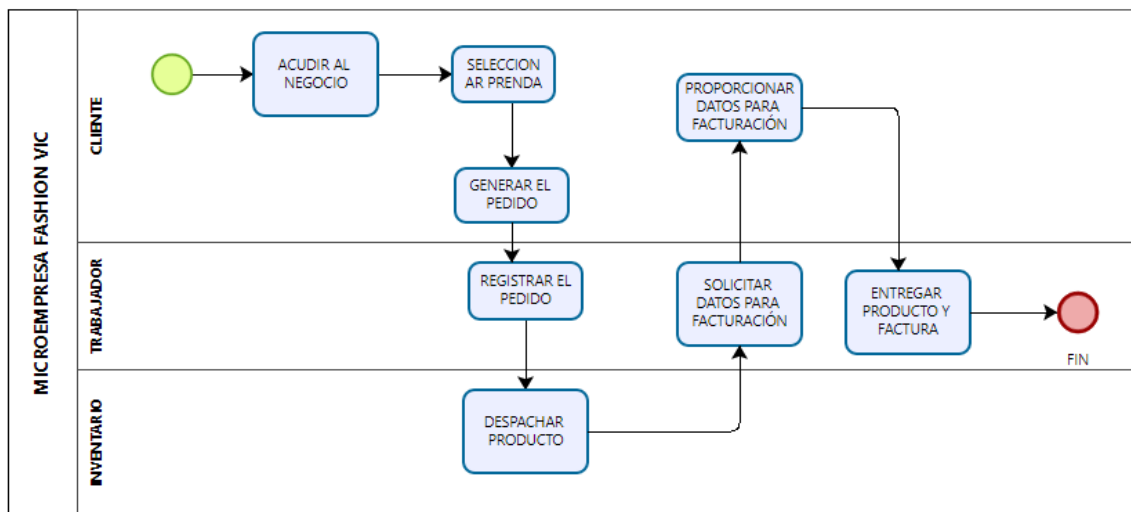 MICROEMPRESA FASHION VIC
CLIENTE
ACUDIR AL
NEGOCIO
SELECCION
AR PRENDA
GENERAR EL
PEDIDO
PROPORCIONAR
DATOS PARA
FACTURACIÓN
TRABAJADOR
REGISTRAR EL
PEDIDO
SOLICITAR
DATOS PARA
FACTURACIÓN
ENTREGAR
PRODUCTO Y
FACTURA
FIN
INVENTARIO
DESPACHAR
PRODUCTO